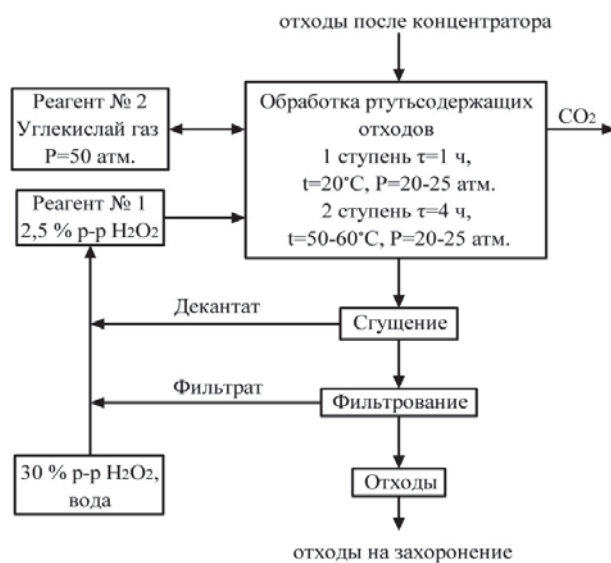 отходы после концентратора
Реагент № 2
Углекислай газ
P=50 атм.
Обработка ртутьсодержащих
отходов
1 ступень τ=1 ч,
t=20˚C, P=20-25 атм.
2 ступень τ=4 ч,
t=50-60˚C, P=20-25 атм.
CO₂
Реагент № 1
2,5 % р-р H₂O₂
Декантат
Сгущение
Фильтрат
Фильтрование
30 % р-р H₂O₂,
вода
Отходы
отходы на захоронение